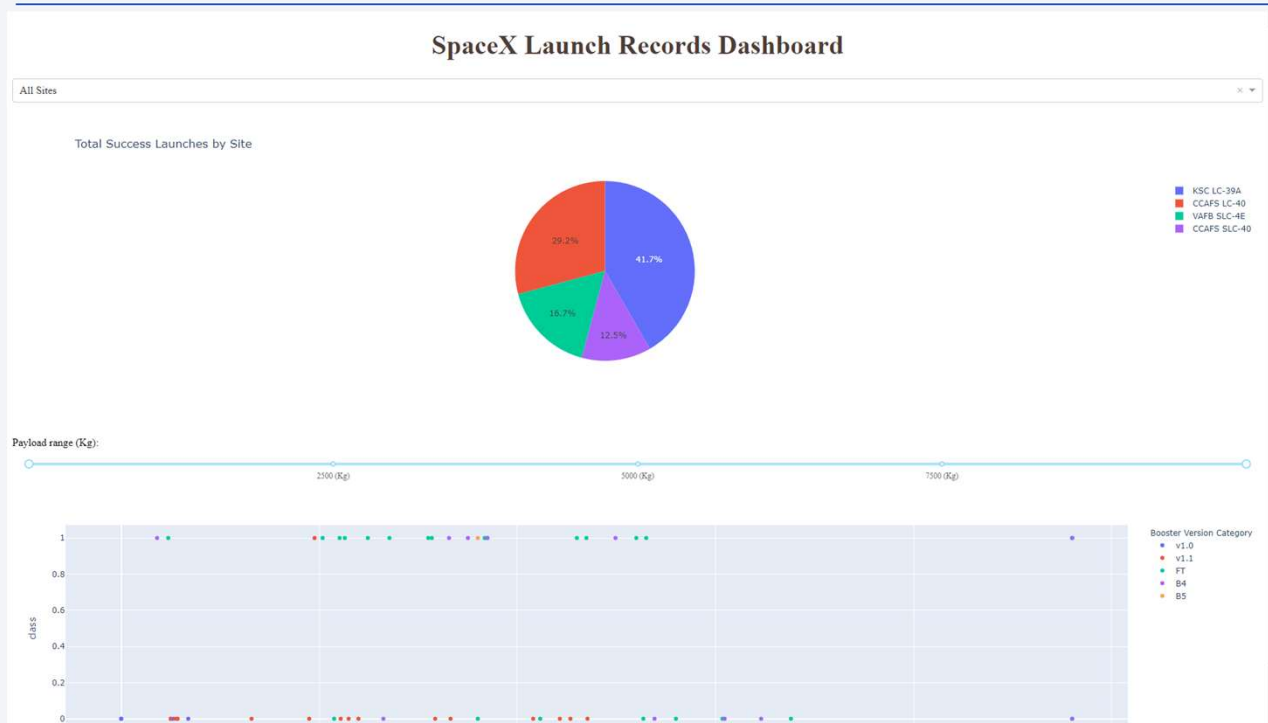 SpaceX Launch Records Dashboard
All Sites
Total Success Launches by Site
KSC LC-39A
CCAFS LC-40
VAFB SLC-4E
CCAFS SLC-40
29.2%
41.7%
16.7%
12.5%
Payload range (Kg):
2500 (Kg) 5000 (Kg) 7500 (Kg)
Booster Version Category
v1.0
v1.1
FT
B4
B5
class
1
0.8
0.6
0.4
0.2
0